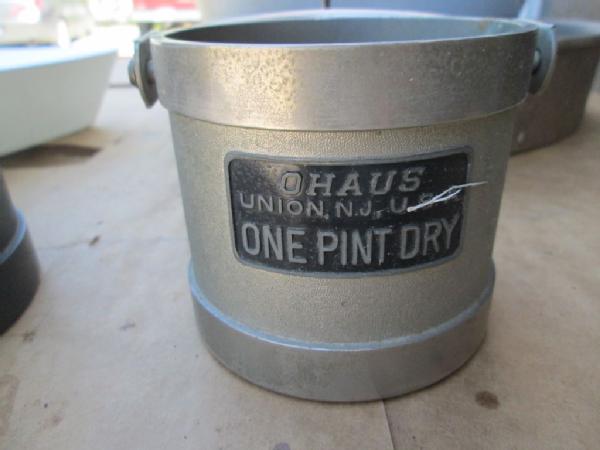 OHAUS
UNION, N.J., U.S.
ONE PINT DRY